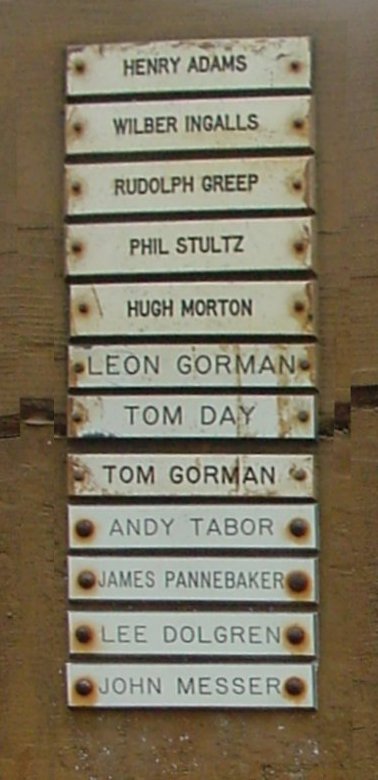 HENRY ADAMS
WILBER INGALLS
RUDOLPH GREEP
PHIL STULTZ
HUGH MORTON
LEON GORMAN
TOM DAY
TOM GORMAN
ANDY TABOR
JAMES PANNEBAKER
LEE DOLGREN
JOHN MESSER